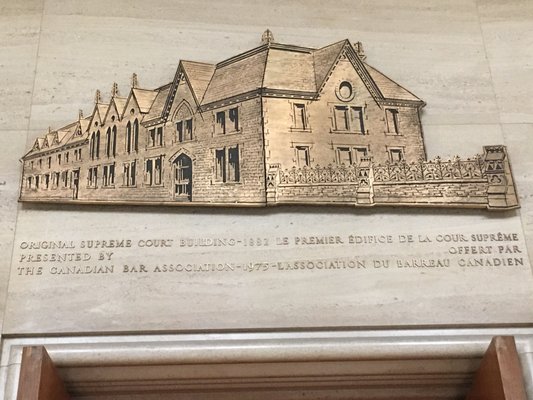 ORIGINAL SUPREME COURT BUILDING-1882 LE PREMIER ÉDIFICE DE LA COUR SUPRÊME
PRESENTED BY OFFERT PAR
THE CANADIAN BAR ASSOCIATION-1975-L'ASSOCIATION DU BARREAU CANADIEN